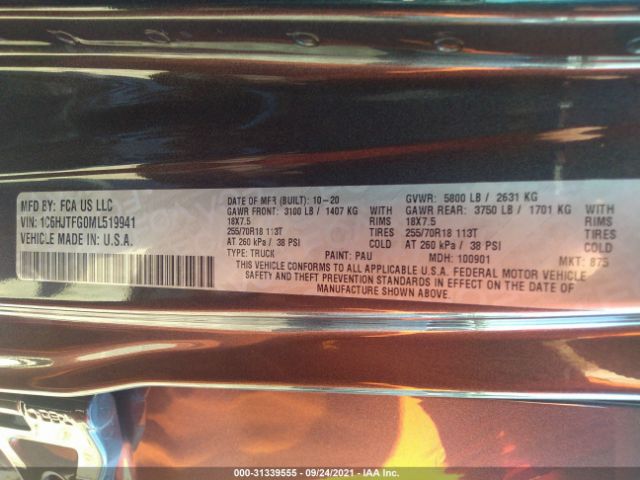 MFD BY: FCA US LLC
VIN: 1C6HJTFG0ML519941
VEHICLE MADE IN: U.S.A.
DATE OF MFR (BUILT): 10-20
GAWR FRONT: 3100 LB / 1407 KG WITH
18X7.5 RIMS
255/70R18 113T TIRES
AT 260 kPa / 38 PSI COLD
TYPE: TRUCK PAINT: PAU
GVWR: 5800 LB / 2631 KG
GAWR REAR: 3750 LB / 1701 KG WITH
18X7.5 RIMS
255/70R18 113T TIRES
AT 260 kPa / 38 PSI COLD
MDH: 100901 MKT: 875
THIS VEHICLE CONFORMS TO ALL APPLICABLE U.S.A. FEDERAL MOTOR VEHICLE
SAFETY AND THEFT PREVENTION STANDARDS IN EFFECT ON THE DATE OF
MANUFACTURE SHOWN ABOVE.
000-31339555 - 09/24/2021 - IAA Inc.